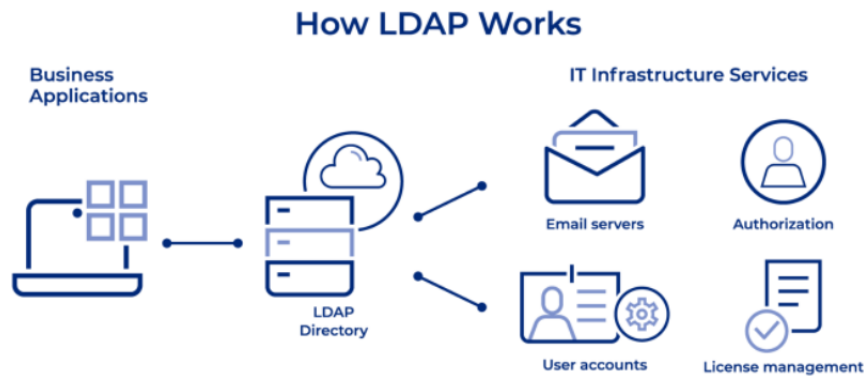 How LDAP Works
Business
Applications
IT Infrastructure Services
LDAP
Directory
Email servers
Authorization
User accounts
License management